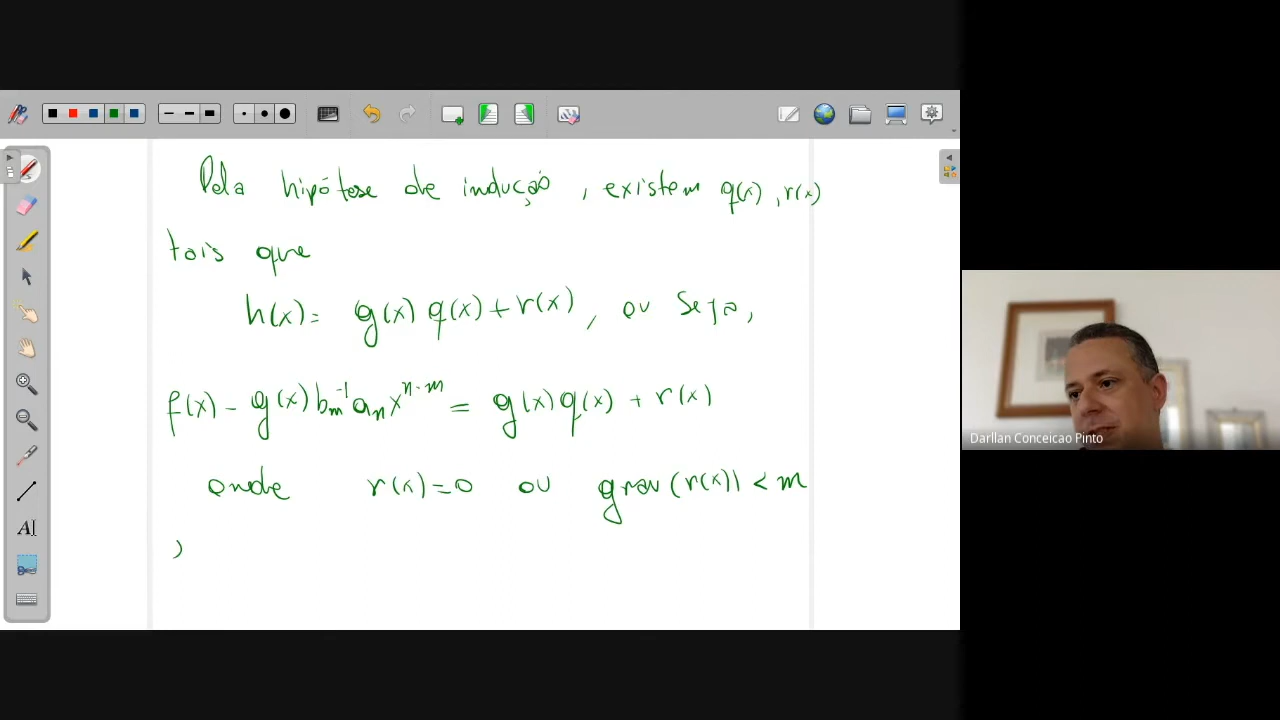 Pela hipótese de indução, existem q(x), r(x)
tais que
h(x) = g(x) q(x) + r(x), ou seja,
f(x) - g(x) b_m^{-1} a_n x^{n-m} = g(x) q(x) + r(x)
onde r(x) = 0 ou grau(r(x)) < m
Darllan Conceicao Pinto